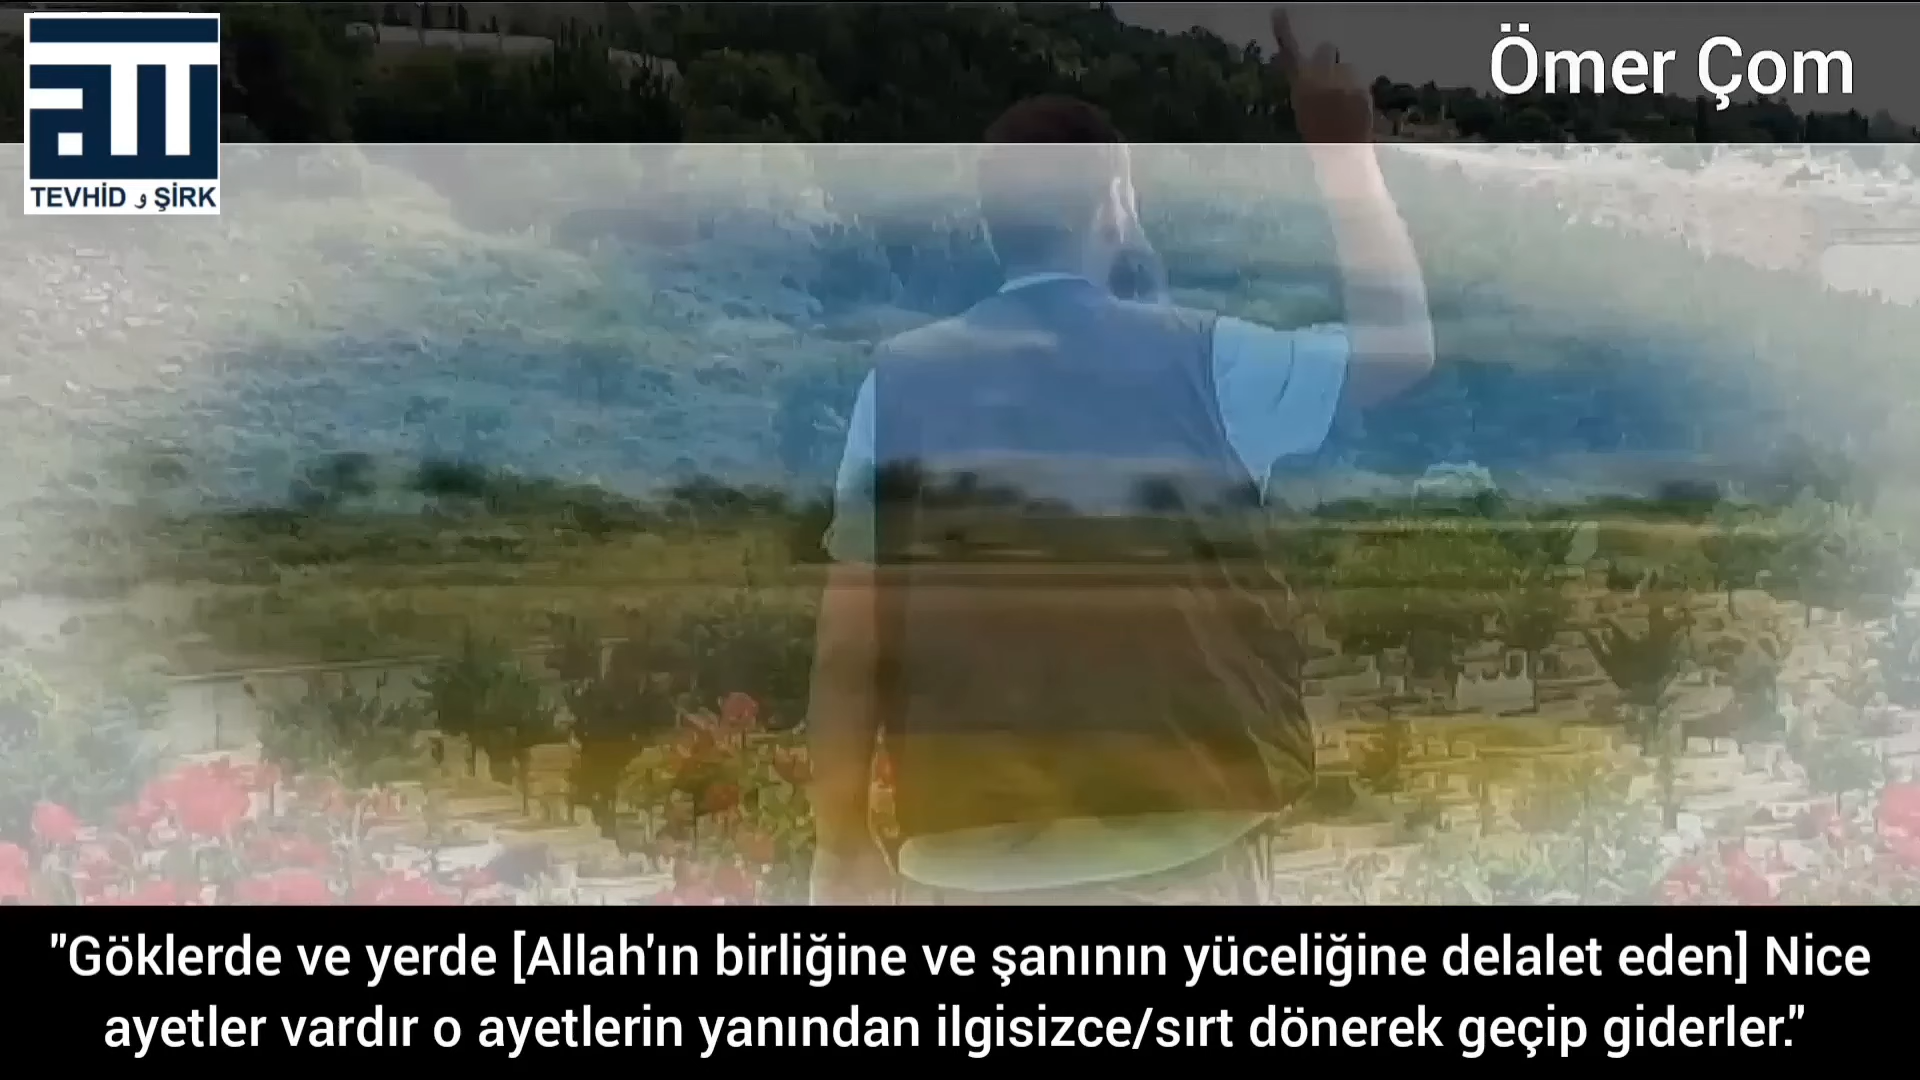 Ömer Çom
TEVHİD و ŞİRK
"Göklerde ve yerde [Allah'ın birliğine ve şanının yüceliğine delalet eden] Nice
ayetler vardır o ayetlerin yanından ilgisizce/sırt dönerek geçip giderler."